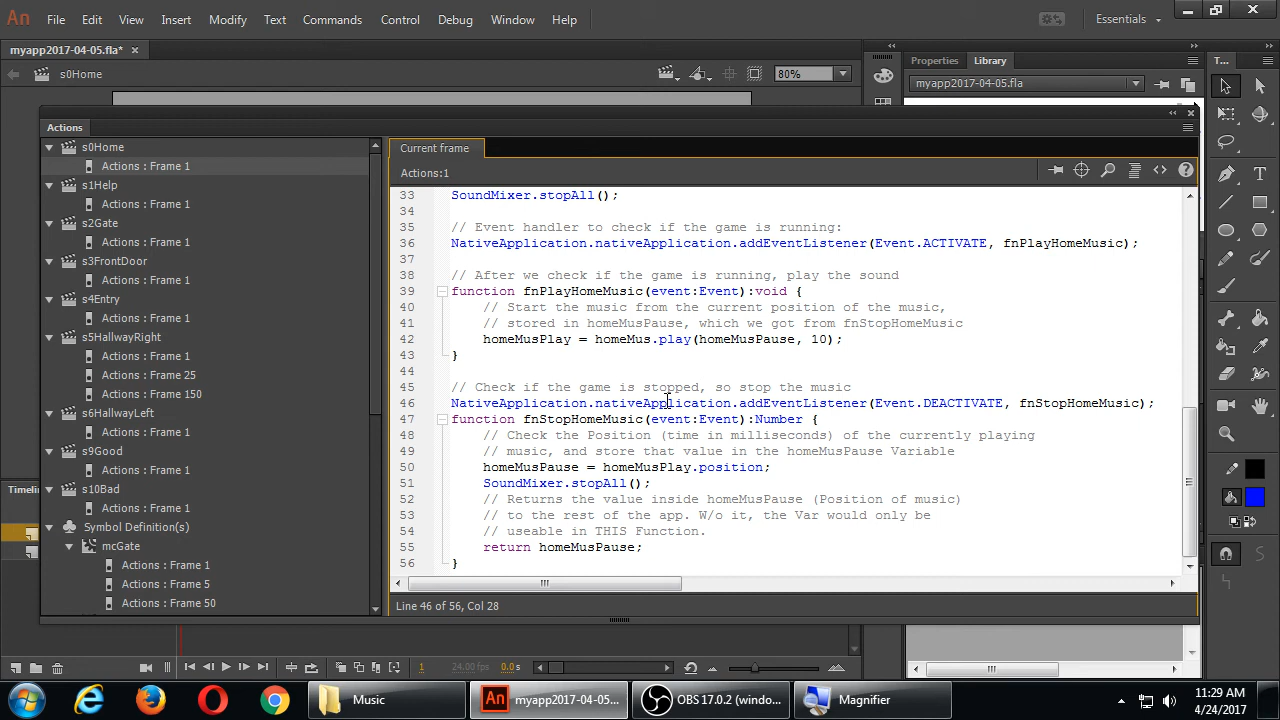 An File Edit View Insert Modify Text Commands Control Debug Window Help Essentials
myapp2017-04-05.fla* ×
s0Home 80%
Properties Library T...
myapp2017-04-05.fla
Actions
s0Home
Actions : Frame 1
s1Help
Actions : Frame 1
s2Gate
Actions : Frame 1
s3FrontDoor
Actions : Frame 1
s4Entry
Actions : Frame 1
s5HallwayRight
Actions : Frame 1
Actions : Frame 25
Actions : Frame 150
s6HallwayLeft
Actions : Frame 1
s9Good
Actions : Frame 1
s10Bad
Actions : Frame 1
Symbol Definition(s)
mcGate
Actions : Frame 1
Actions : Frame 5
Actions : Frame 50
Current frame
Actions:1
33 SoundMixer.stopAll();
34
35 // Event handler to check if the game is running:
36 NativeApplication.nativeApplication.addEventListener(Event.ACTIVATE, fnPlayHomeMusic);
37
38 // After we check if the game is running, play the sound
39 function fnPlayHomeMusic(event:Event):void {
40 // Start the music from the current position of the music,
41 // stored in homeMusPause, which we got from fnStopHomeMusic
42 homeMusPlay = homeMus.play(homeMusPause, 10);
43 }
44
45 // Check if the game is stopped, so stop the music
46 NativeApplication.nativeApplication.addEventListener(Event.DEACTIVATE, fnStopHomeMusic);
47 function fnStopHomeMusic(event:Event):Number {
48 // Check the Position (time in milliseconds) of the currently playing
49 // music, and store that value in the homeMusPause Variable
50 homeMusPause = homeMusPlay.position;
51 SoundMixer.stopAll();
52 // Returns the value inside homeMusPause (Position of music)
53 // to the rest of the app. W/o it, the Var would only be
54 // useable in THIS Function.
55 return homeMusPause;
56 }
Line 46 of 56, Col 28
Timelin
1 24.00 fps 0.0s
Music
An myapp2017-04-05...
OBS 17.0.2 (windo...
Magnifier
11:29 AM
4/24/2017